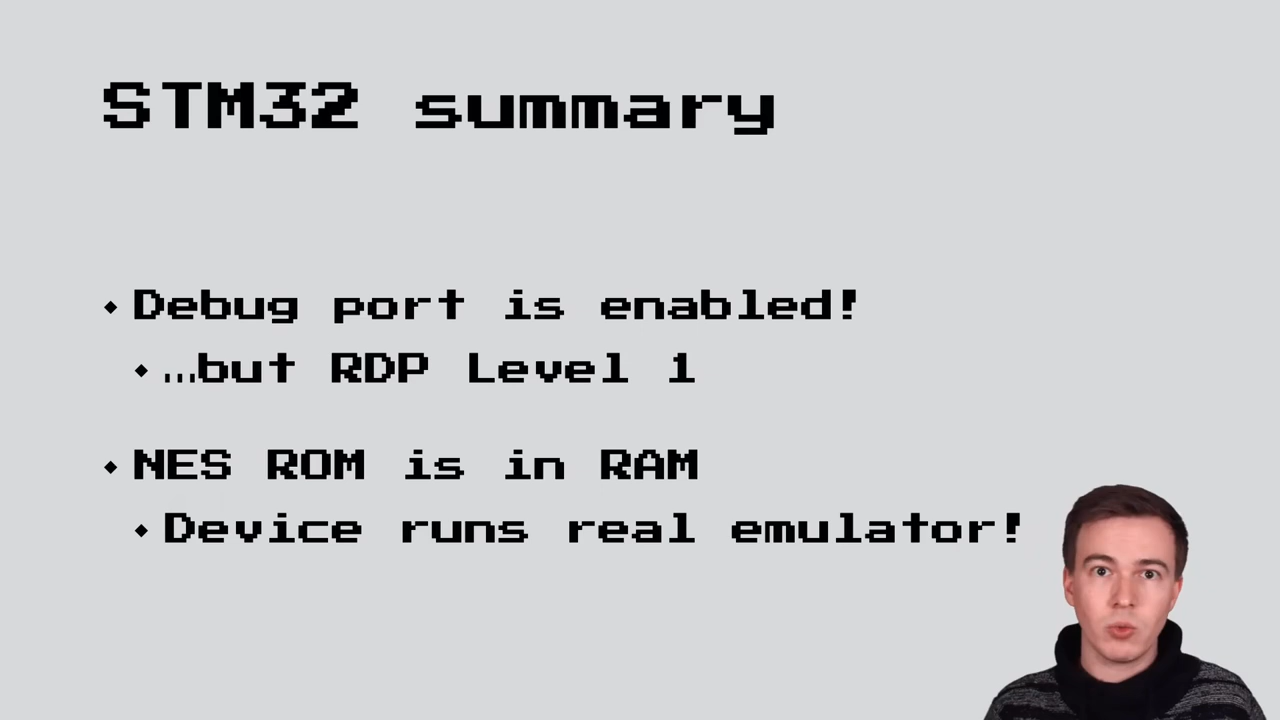 STM32 summary
Debug port is enabled!
...but RDP Level 1
NES ROM is in RAM
Device runs real emulator!